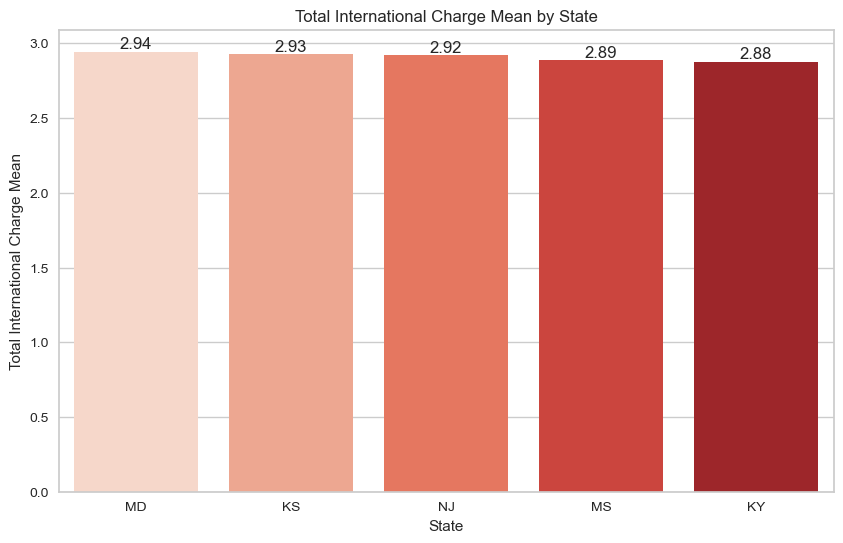 Total International Charge Mean by State
Total International Charge Mean
3.0
2.5
2.0
1.5
1.0
0.5
0.0
2.94
2.93
2.92
2.89
2.88
MD
KS
NJ
MS
KY
State